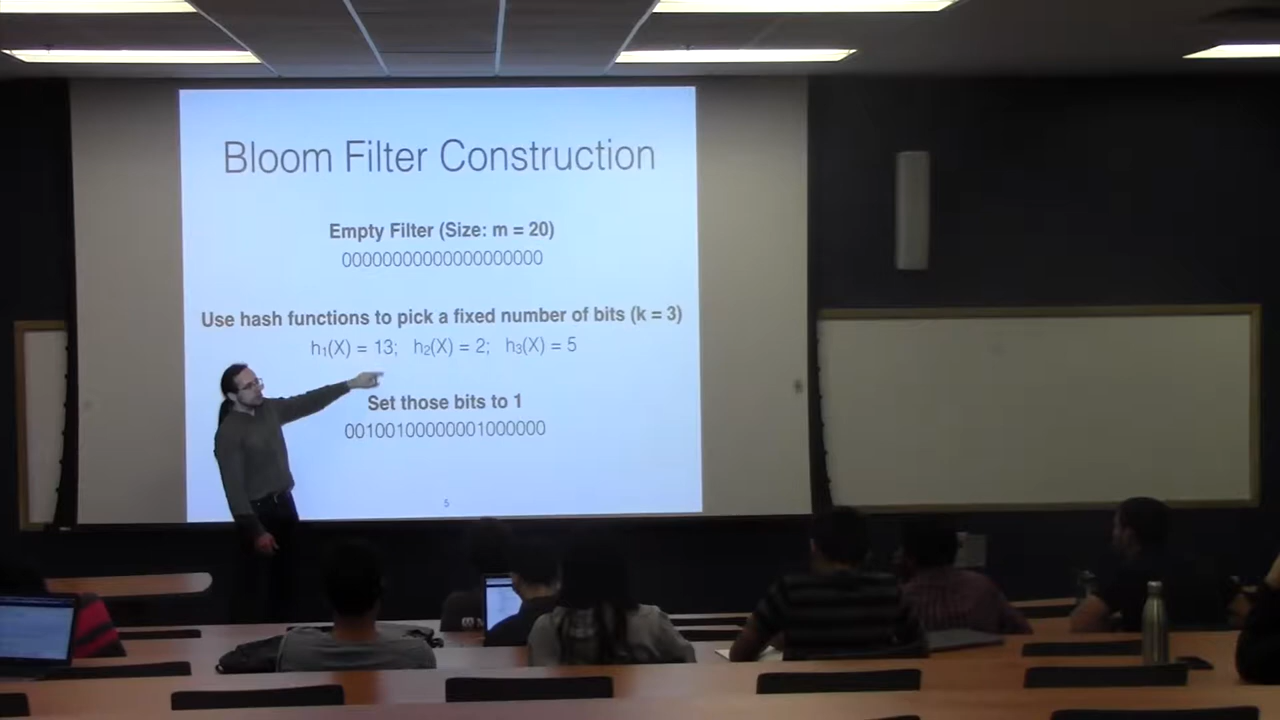 Bloom Filter Construction
Empty Filter (Size: m = 20)
00000000000000000000
Use hash functions to pick a fixed number of bits (k = 3)
h₁(X) = 13; h₂(X) = 2; h₃(X) = 5
Set those bits to 1
00100100000001000000
5